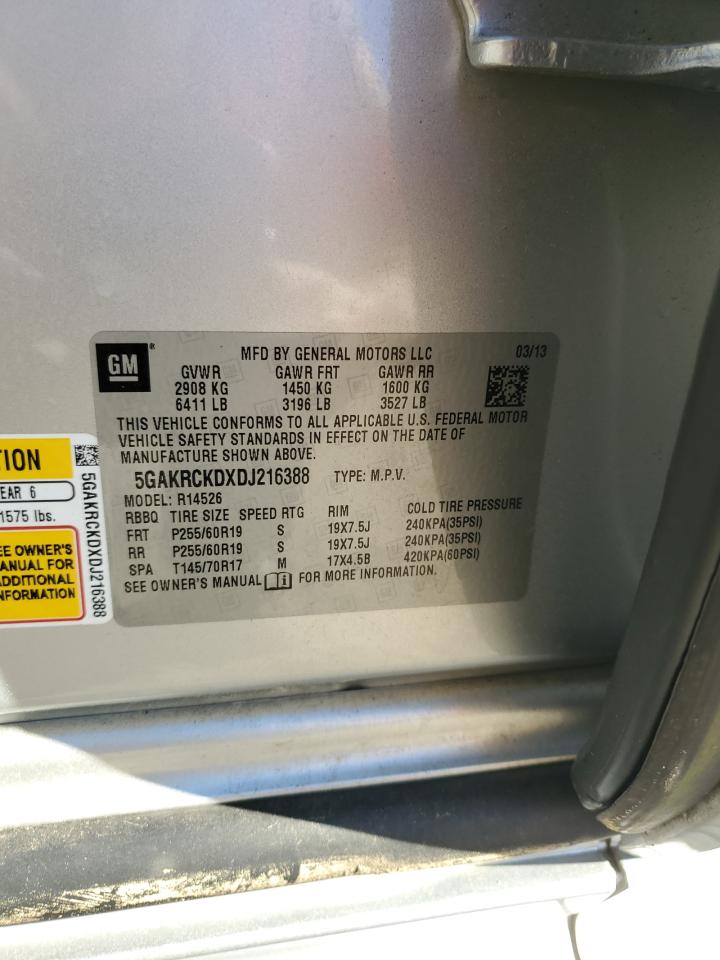 GM ®
MFD BY GENERAL MOTORS LLC 03/13
GVWR GAWR FRT GAWR RR
2908 KG 1450 KG 1600 KG
6411 LB 3196 LB 3527 LB
THIS VEHICLE CONFORMS TO ALL APPLICABLE U.S. FEDERAL MOTOR
VEHICLE SAFETY STANDARDS IN EFFECT ON THE DATE OF
MANUFACTURE SHOWN ABOVE.
5GAKRCKDXDJ216388 TYPE: M.P.V.
MODEL: R14526
RBBQ TIRE SIZE SPEED RTG RIM COLD TIRE PRESSURE
FRT P255/60R19 S 19X7.5J 240KPA(35PSI)
RR P255/60R19 S 19X7.5J 240KPA(35PSI)
SPA T145/70R17 M 17X4.5B 420KPA(60PSI)
SEE OWNER'S MANUAL i FOR MORE INFORMATION.
TION
EAR 6
1575 lbs.
EE OWNER'S
ANUAL FOR
ADDITIONAL
NFORMATION
5GAKRCKDXDJ216388